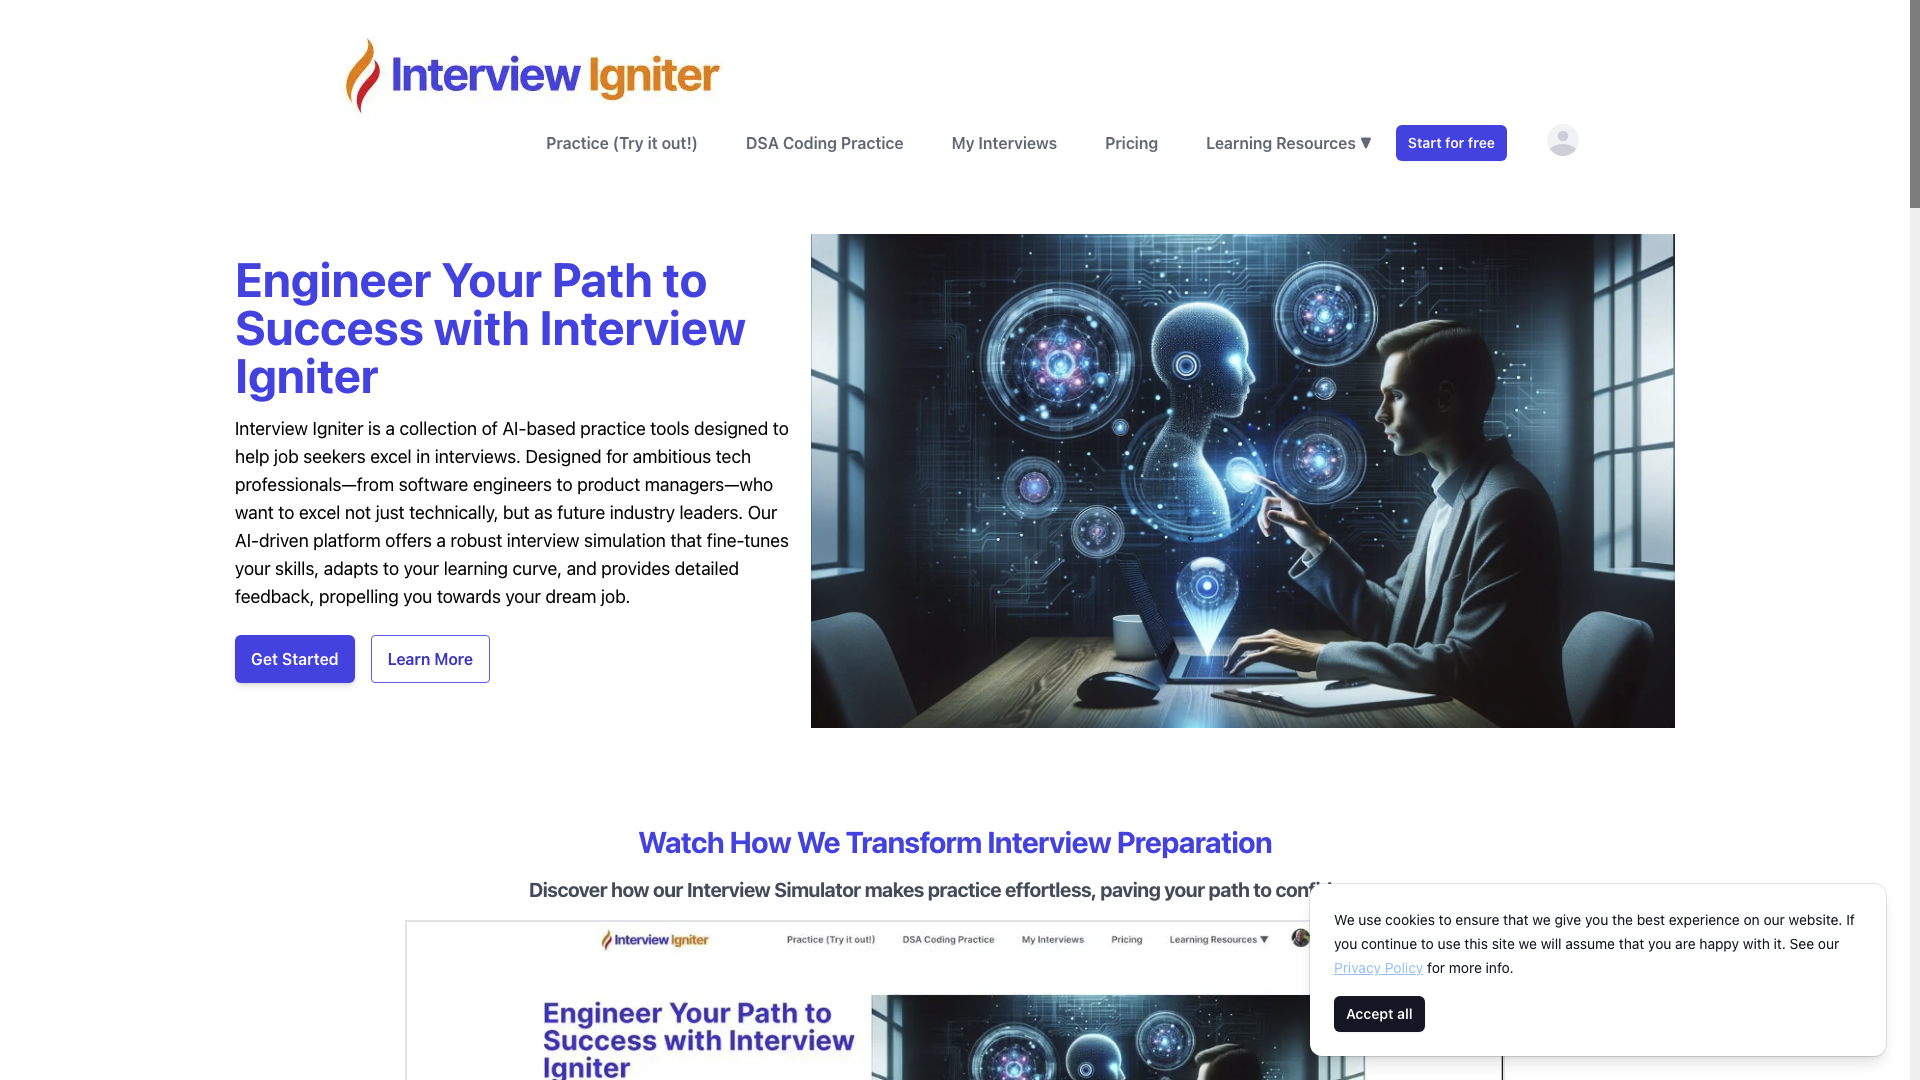 Interview Igniter
Practice (Try it out!)
DSA Coding Practice
My Interviews
Pricing
Learning Resources ▼
Start for free
Engineer Your Path to
Success with Interview
Igniter
Interview Igniter is a collection of AI-based practice tools designed to
help job seekers excel in interviews. Designed for ambitious tech
professionals—from software engineers to product managers—who
want to excel not just technically, but as future industry leaders. Our
AI-driven platform offers a robust interview simulation that fine-tunes
your skills, adapts to your learning curve, and provides detailed
feedback, propelling you towards your dream job.
Get Started
Learn More
Watch How We Transform Interview Preparation
Discover how our Interview Simulator makes practice effortless, paving your path to
Interview Igniter
Practice (Try it out!)
DSA Coding Practice
My Interviews
Pricing
Learning Resources ▼
Engineer Your Path to
Success with Interview
Igniter
We use cookies to ensure that we give you the best experience on our website. If
you continue to use this site we will assume that you are happy with it. See our
Privacy Policy for more info.
Accept all